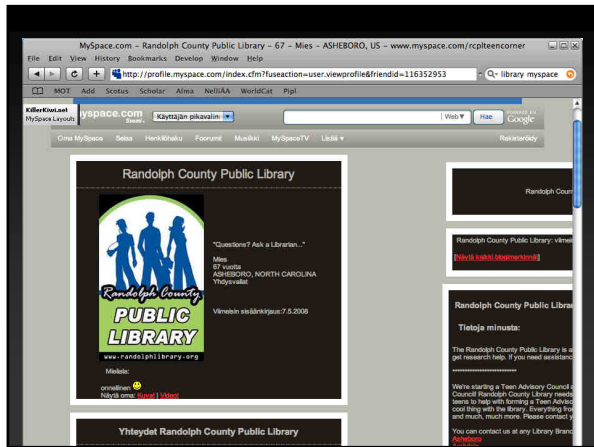 MySpace.com – Randolph County Public Library – 67 – Mies – ASHEBORO, US – www.myspace.com/rcplteencorner
File Edit View History Bookmarks Develop Window Help
http://profile.myspace.com/index.cfm?fuseaction=user.viewprofile&friendid=116352953
library myspace
MOT Add Scotus Scholar Alma NelliAA WorldCat Pipl
KillerKiwi.net
MySpace Layouts
yspace.com
Suomi
Käyttäjän pikavalin
Web
Hae
Google
Oma MySpace Selaa Henkilöhaku Foorumit Musiikki MySpaceTV Lisää Rekisteröidy
Randolph County Public Library
Randolph County
PUBLIC
LIBRARY
www.randolphlibrary.org
"Questions? Ask a Librarian..."
Mies
67 vuotta
ASHEBORO, NORTH CAROLINA
Yhdysvallat
Viimeisin sisäänkirjaus:7.5.2008
Mieliala:
onnellinen
Näytä oma: Kuvat | Videot
Yhteydet Randolph County Public Library
Randolph Coun
Randolph County Public Library: viimei
[Näytä kaikki blogimerkinnät]
Randolph County Public Libra
Tietoja minusta:
The Randolph County Public Library is a
get research help. If you need assistanc
**************************
We're starting a Teen Advisory Council a
Council! Randolph County Library needs
teens to help with forming a Teen Advisc
cool thing with the library. Everything from
and much, much more. Please contact y
You can contact us at any Library Branc
Asheboro